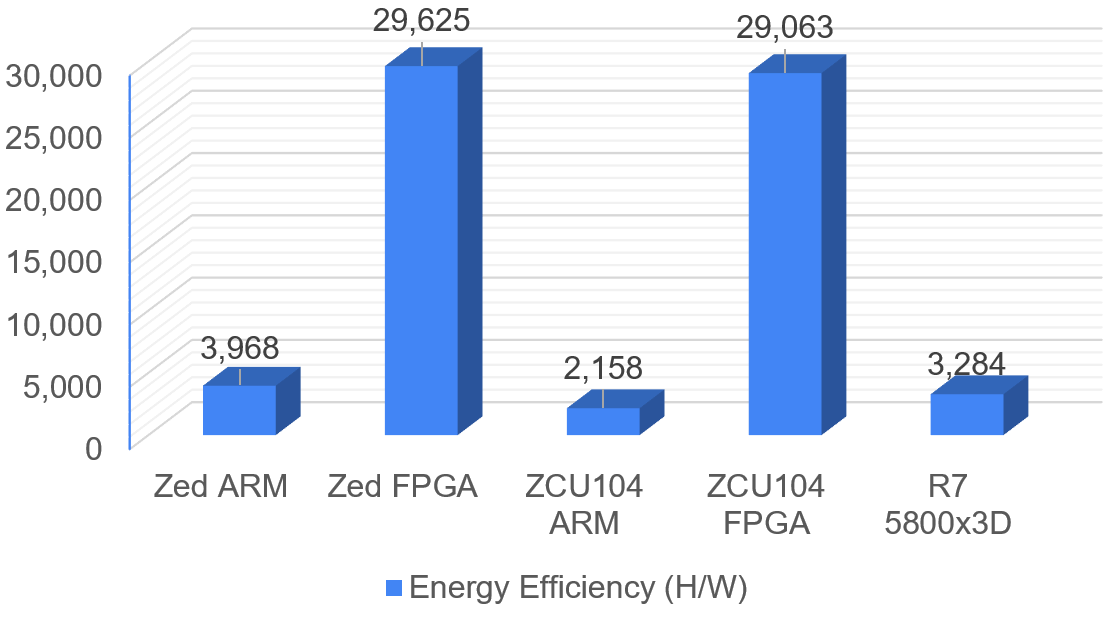 29,625
29,063
30,000
25,000
20,000
15,000
10,000
3,968
2,158
3,284
5,000
0
Zed ARM
Zed FPGA
ZCU104
ARM
ZCU104
FPGA
R7
5800x3D
Energy Efficiency (H/W)